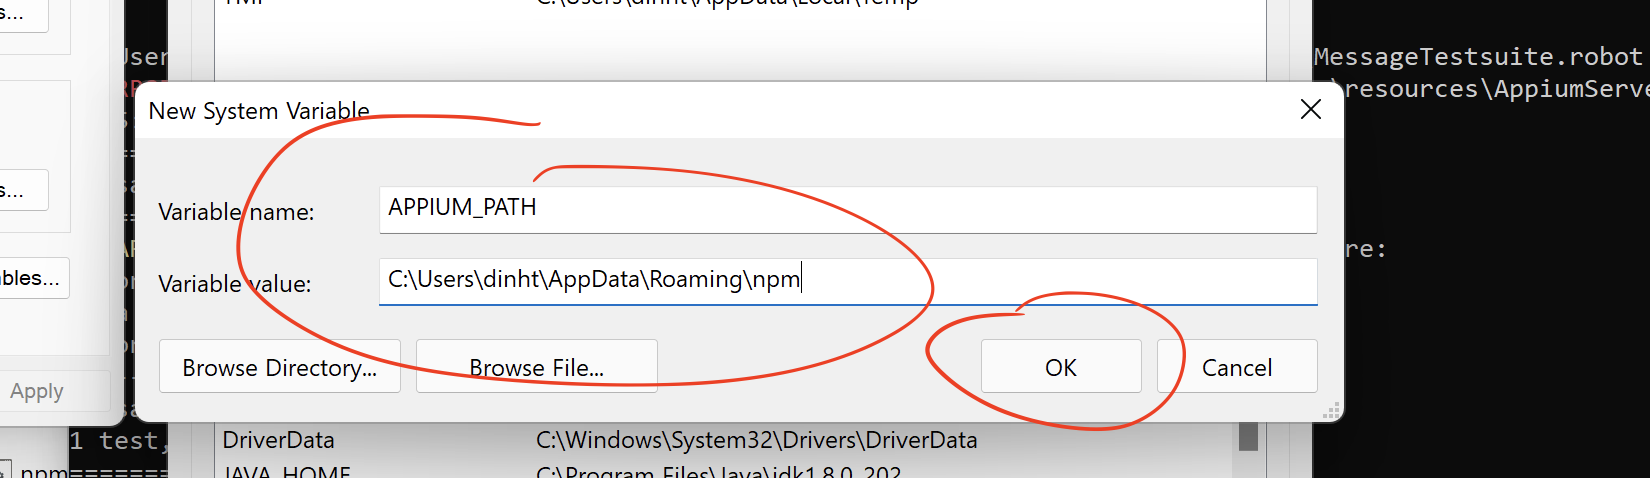 s...
TMP C:\Users\dinht\AppData\Local\Temp
User
MessageTestsuite.robot
\resources\AppiumServe
New System Variable
s...
Variable name: APPIUM_PATH
re:
bles...
Variable value: C:\Users\dinht\AppData\Roaming\npm
Browse Directory...
Browse File...
OK
Cancel
Apply
1 test,
DriverData C:\Windows\System32\Drivers\DriverData
npm=======
JAVA_HOME C:\Program Files\Java\jdk1.8.0_202